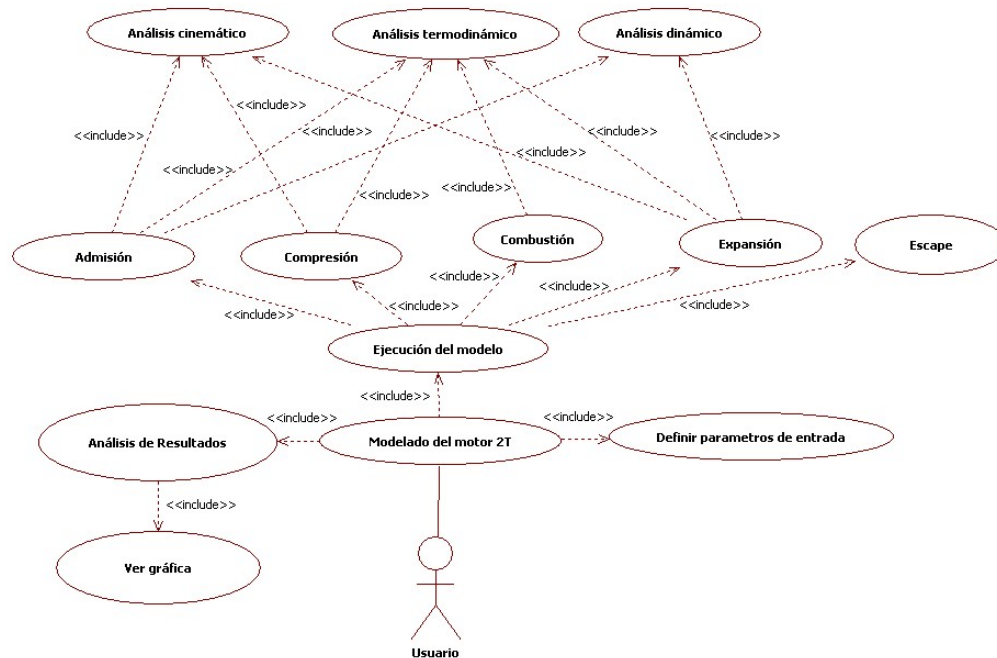 Análisis cinemático
Análisis termodinámico
Análisis dinámico
<<include>>
<<include>>
<<include>>
<<include>>
<<include>>
<<include>>
<<include>>
<<include>>
<<include>>
Admisión
Compresión
Combustión
Expansión
Escape
<<include>>
<<include>>
<<include>>
<<include>>
<<include>>
Ejecución del modelo
<<include>>
<<include>>
<<include>>
Análisis de Resultados
Modelado del motor 2T
Definir parametros de entrada
<<include>>
Ver gráfica
Usuario